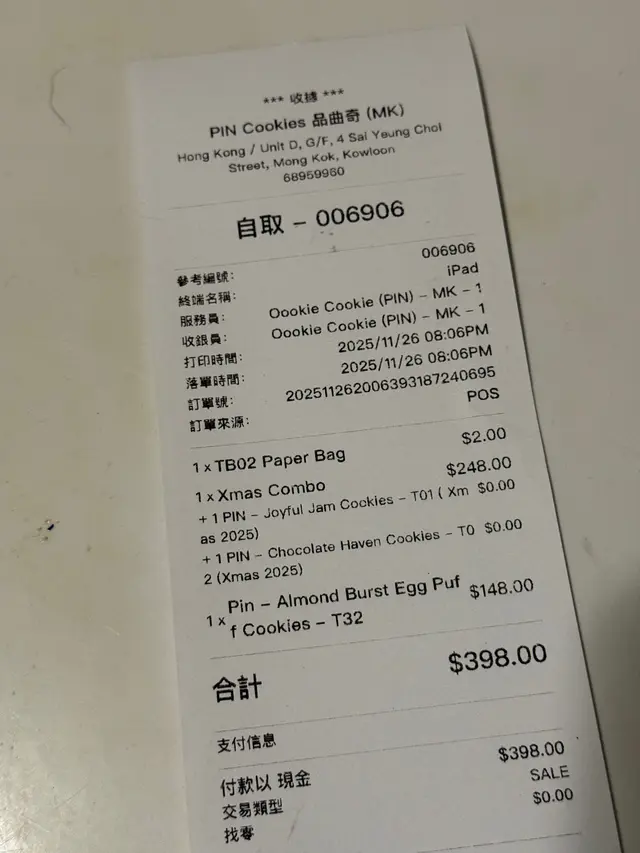 *** 收據 ***
PIN Cookies 品曲奇 (MK)
Hong Kong / Unit D, G/F, 4 Sai Yeung Choi
Street, Mong Kok, Kowloon
68959960
自取 - 006906
參考編號: 006906
終端名稱: iPad
服務員: Oookie Cookie (PIN) - MK - 1
收銀員: Oookie Cookie (PIN) - MK - 1
打印時間: 2025/11/26 08:06PM
落單時間: 2025/11/26 08:06PM
訂單號: 202511262006393187240695
訂單來源: POS
1 x TB02 Paper Bag $2.00
1 x Xmas Combo $248.00
+ 1 PIN - Joyful Jam Cookies - T01 ( Xm $0.00
as 2025)
+ 1 PIN - Chocolate Haven Cookies - T0 $0.00
2 (Xmas 2025)
1 x Pin - Almond Burst Egg Puf $148.00
f Cookies - T32
合計 $398.00
支付信息
付款以 現金 $398.00
交易類型 SALE
找零 $0.00